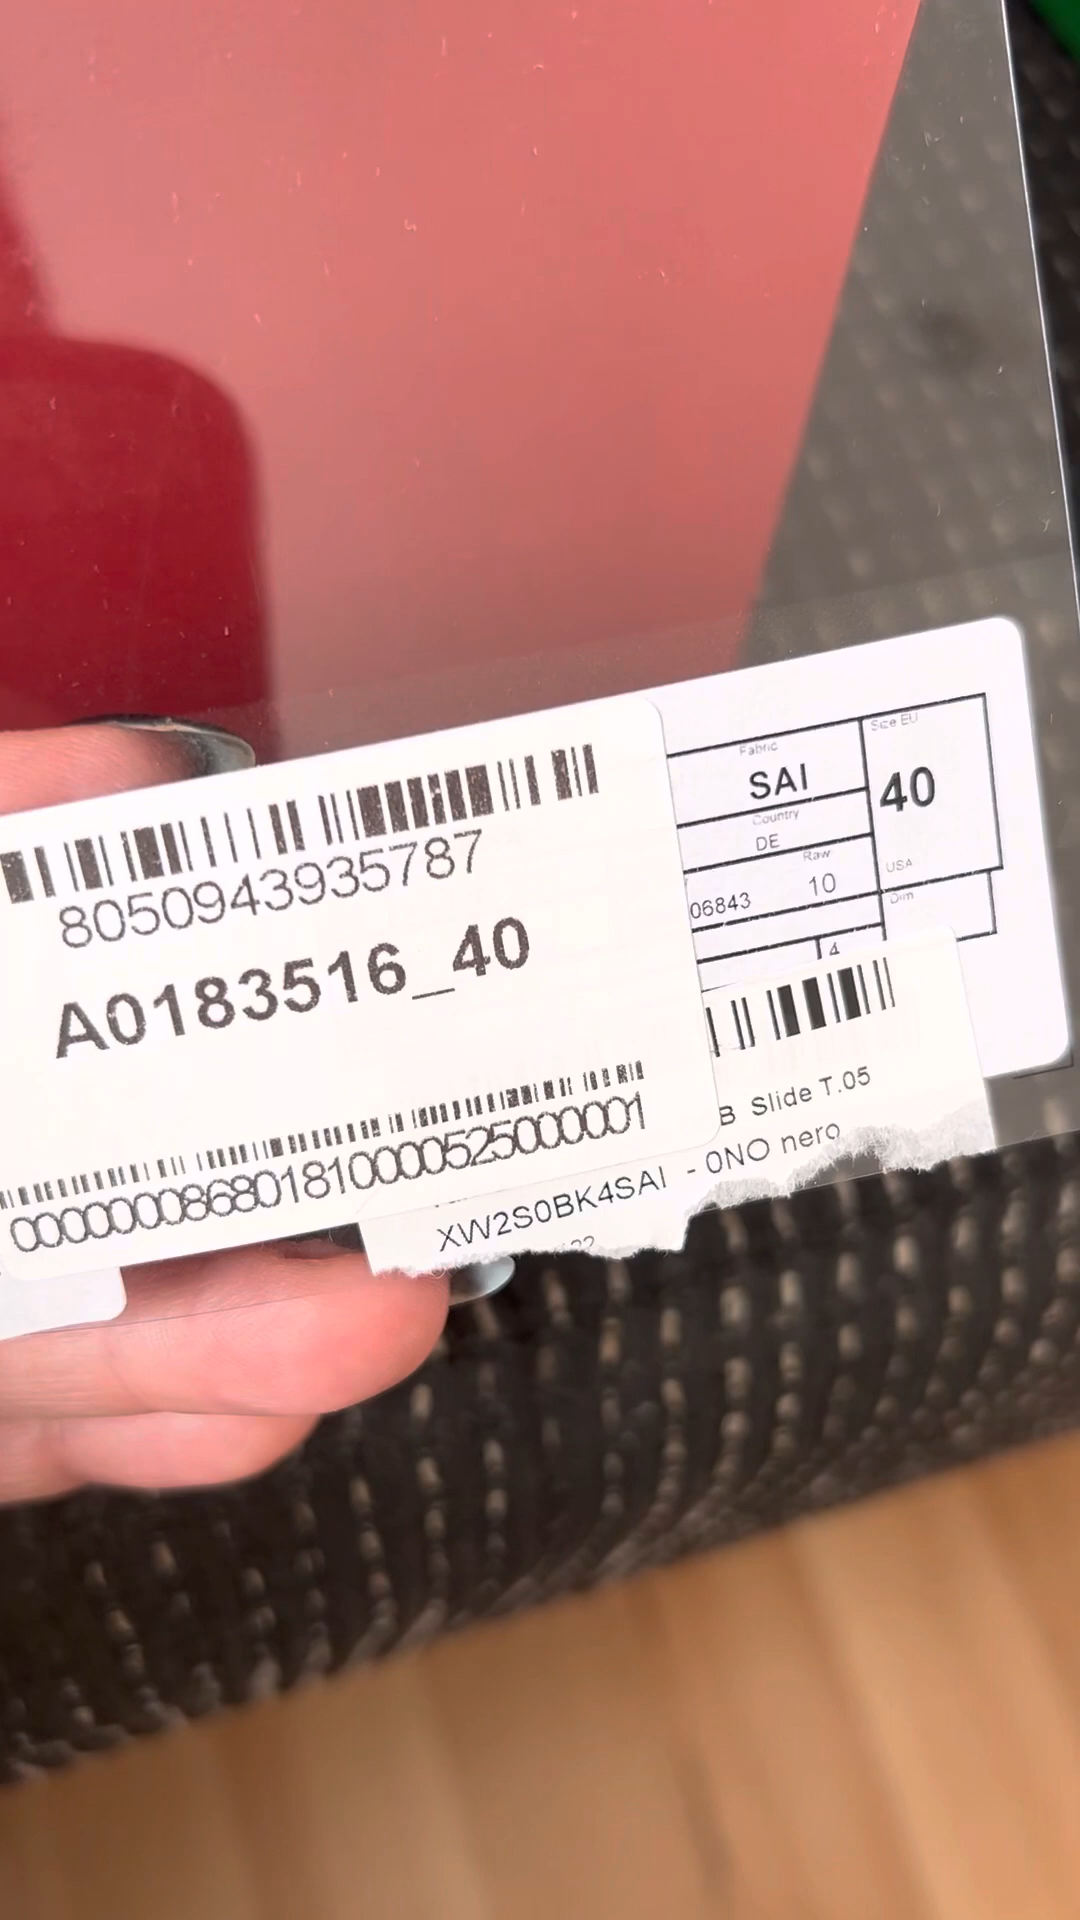 8050943935787
A0183516_40
00000008680181000052500001
Fabric
SAI
Size EU
40
Country
DE
Raw
06843 10
USA
Dim
4
B Slide T.05
XW2S0BK4SAI - 0NO nero